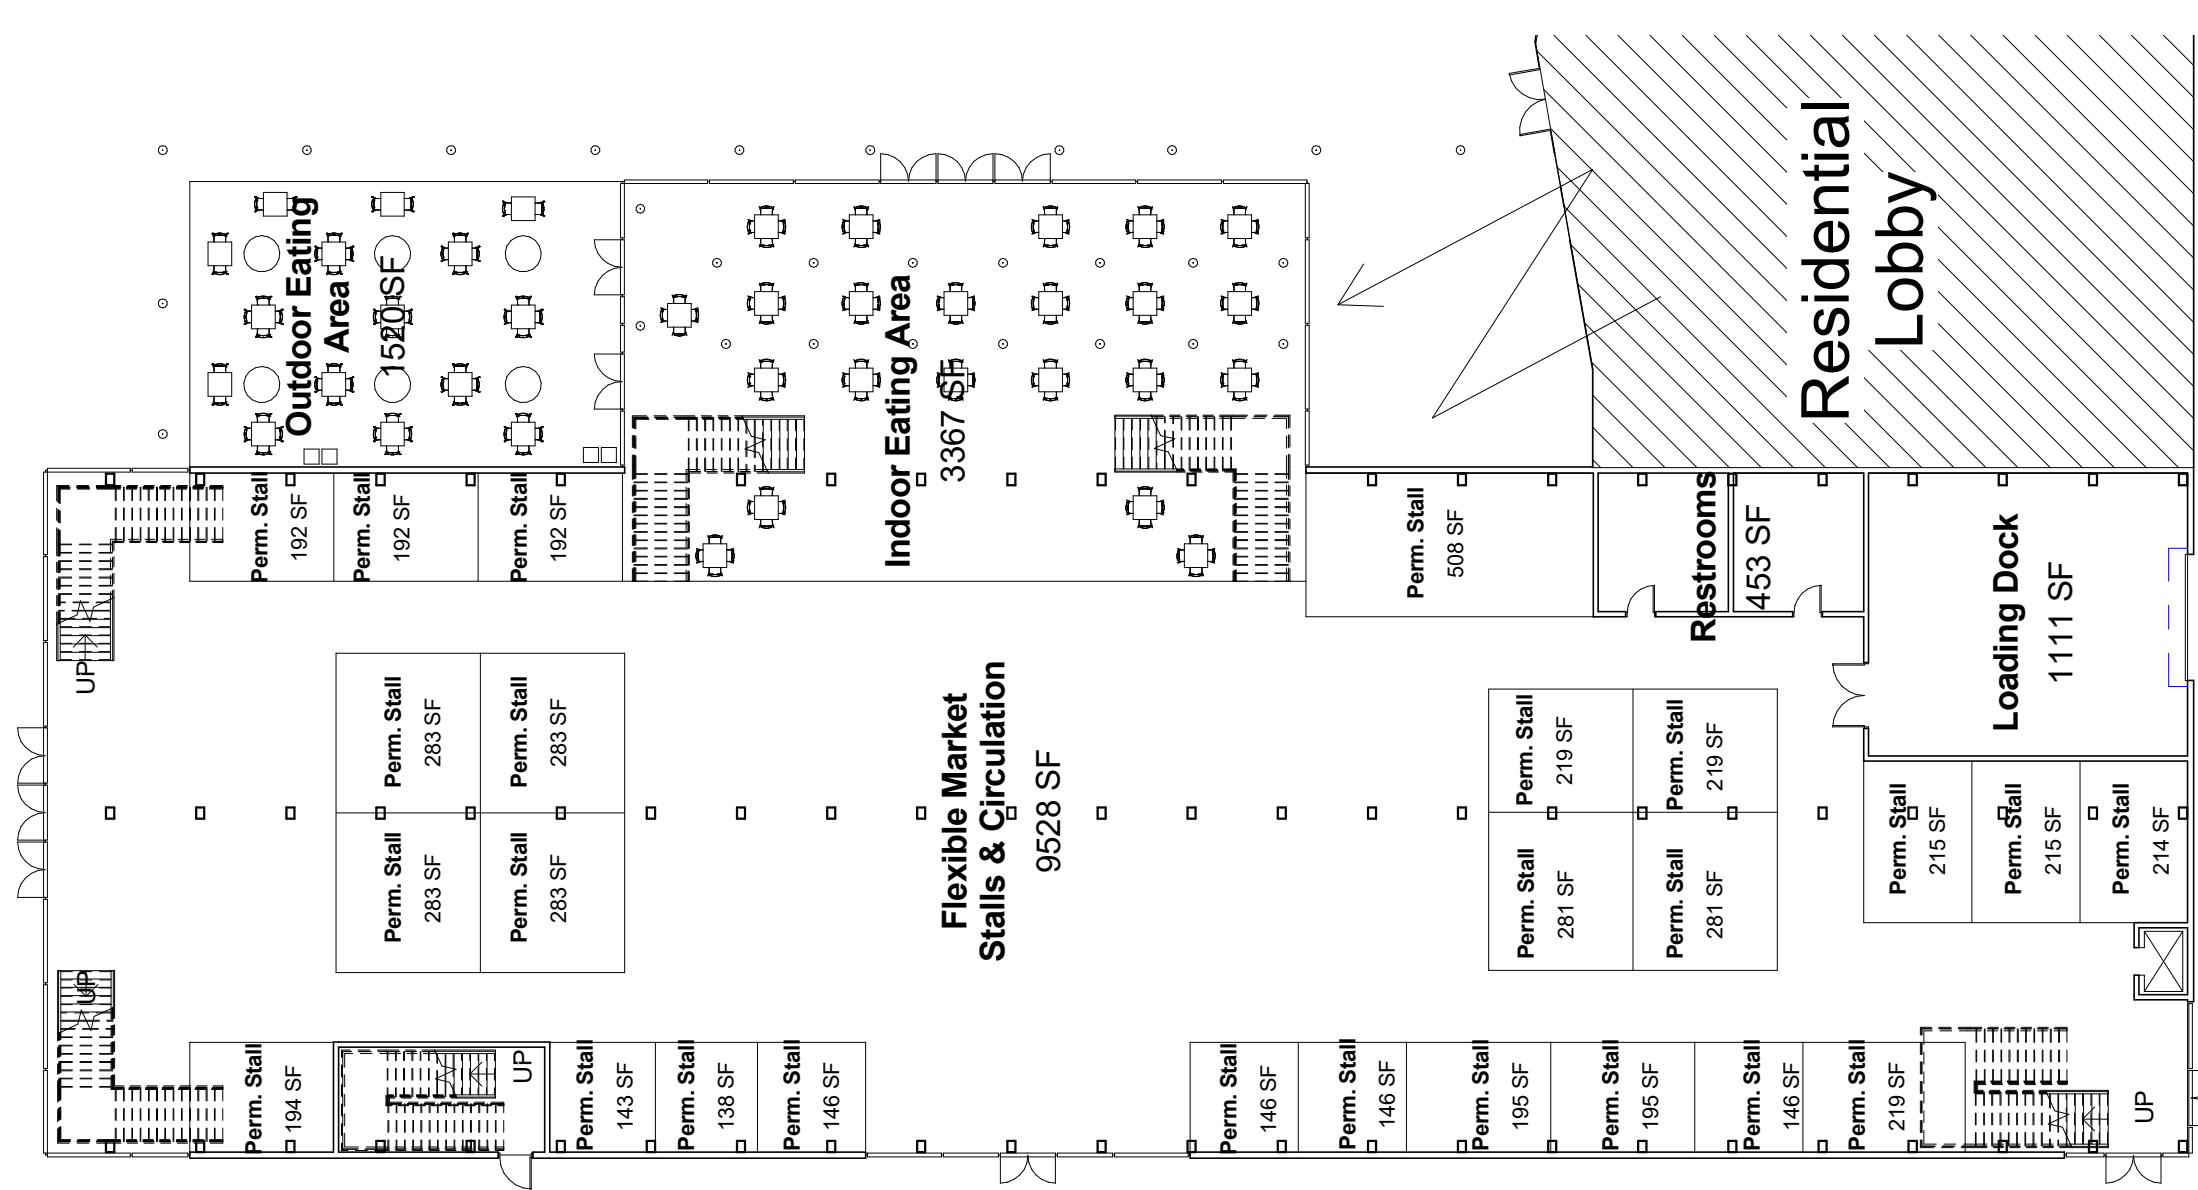 Residential
Lobby
Outdoor Eating
Area
1520 SF
Indoor Eating Area
3367 SF
Perm. Stall
192 SF
Perm. Stall
192 SF
Perm. Stall
192 SF
Perm. Stall
508 SF
Restrooms
453 SF
Loading Dock
1111 SF
UP
Perm. Stall
283 SF
Perm. Stall
283 SF
Perm. Stall
283 SF
Perm. Stall
283 SF
Flexible Market
Stalls & Circulation
9528 SF
Perm. Stall
219 SF
Perm. Stall
219 SF
Perm. Stall
281 SF
Perm. Stall
281 SF
Perm. Stall
215 SF
Perm. Stall
215 SF
Perm. Stall
214 SF
UP
Perm. Stall
194 SF
UP
Perm. Stall
143 SF
Perm. Stall
138 SF
Perm. Stall
146 SF
Perm. Stall
146 SF
Perm. Stall
146 SF
Perm. Stall
195 SF
Perm. Stall
195 SF
Perm. Stall
146 SF
Perm. Stall
219 SF
UP